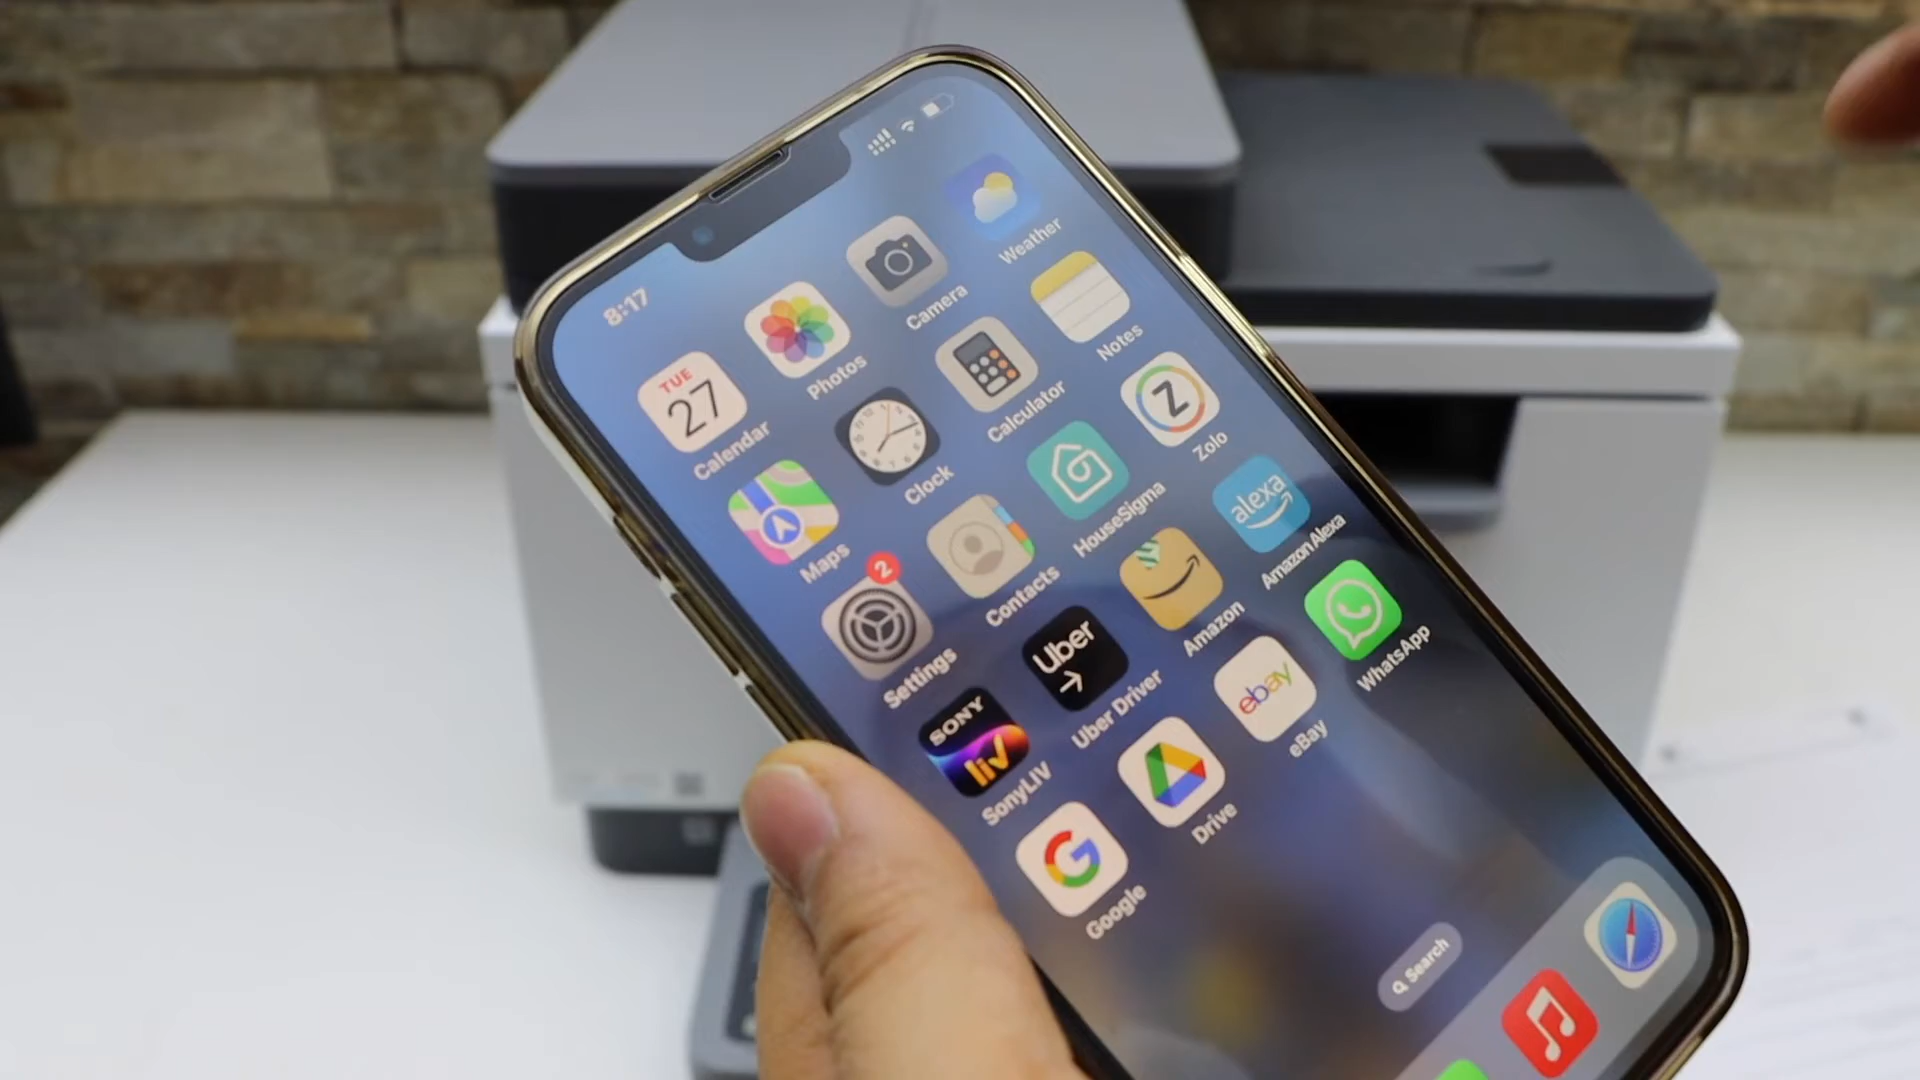 8:17
TUE
27
Calendar
Photos
Camera
Weather
Maps
Clock
Calculator
Notes
2
Settings
Contacts
HouseSigma
Z
Zolo
SONY
liv
SonyLIV
Uber
Uber Driver
Amazon
alexa
Amazon Alexa
G
Google
Drive
ebay
eBay
WhatsApp
Search